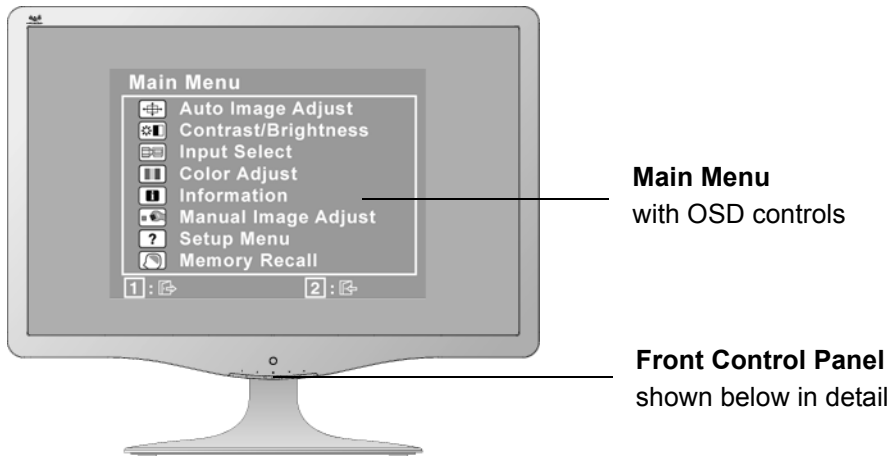 Main Menu
Auto Image Adjust
Contrast/Brightness
Input Select
Color Adjust
Information
Manual Image Adjust
? Setup Menu
Memory Recall
1 : 2 :
Main Menu
with OSD controls
Front Control Panel
shown below in detail